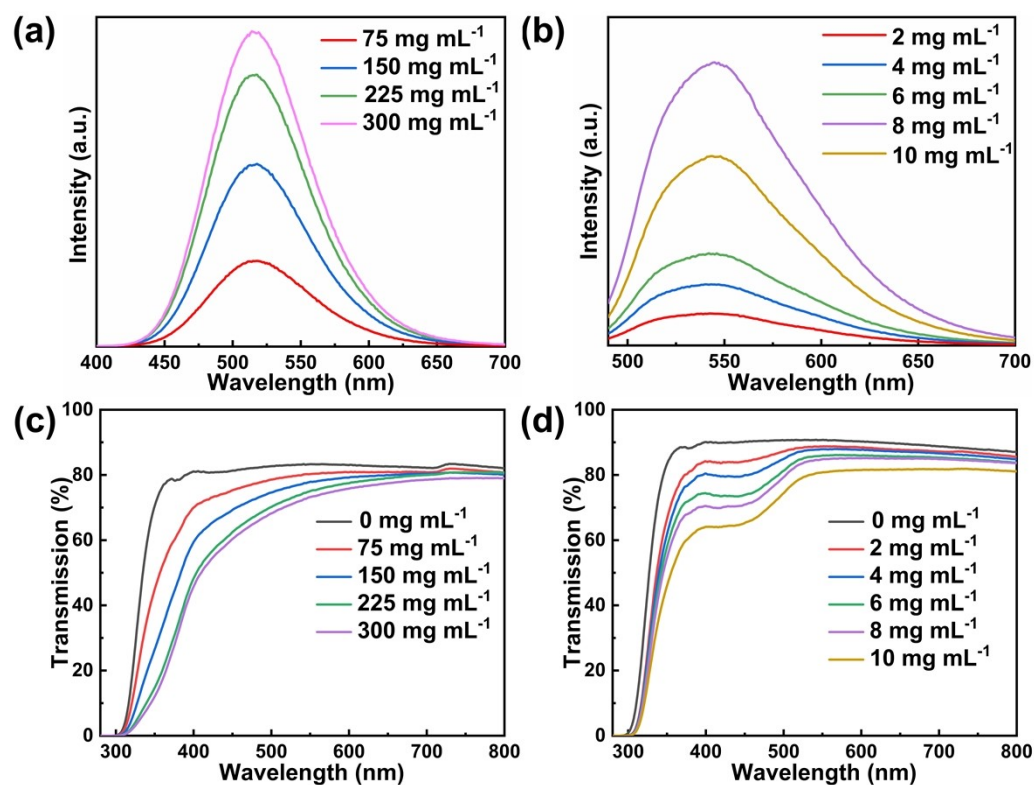 (a)
75 mg mL⁻¹
150 mg mL⁻¹
225 mg mL⁻¹
300 mg mL⁻¹
Intensity (a.u.)
400 450 500 550 600 650 700
Wavelength (nm)
(b)
2 mg mL⁻¹
4 mg mL⁻¹
6 mg mL⁻¹
8 mg mL⁻¹
10 mg mL⁻¹
Intensity (a.u.)
500 550 600 650 700
Wavelength (nm)
(c)
100
80
60
40
20
0
Transmission (%)
0 mg mL⁻¹
75 mg mL⁻¹
150 mg mL⁻¹
225 mg mL⁻¹
300 mg mL⁻¹
300 400 500 600 700 800
Wavelength (nm)
(d)
100
80
60
40
20
0
Transmission (%)
0 mg mL⁻¹
2 mg mL⁻¹
4 mg mL⁻¹
6 mg mL⁻¹
8 mg mL⁻¹
10 mg mL⁻¹
300 400 500 600 700 800
Wavelength (nm)